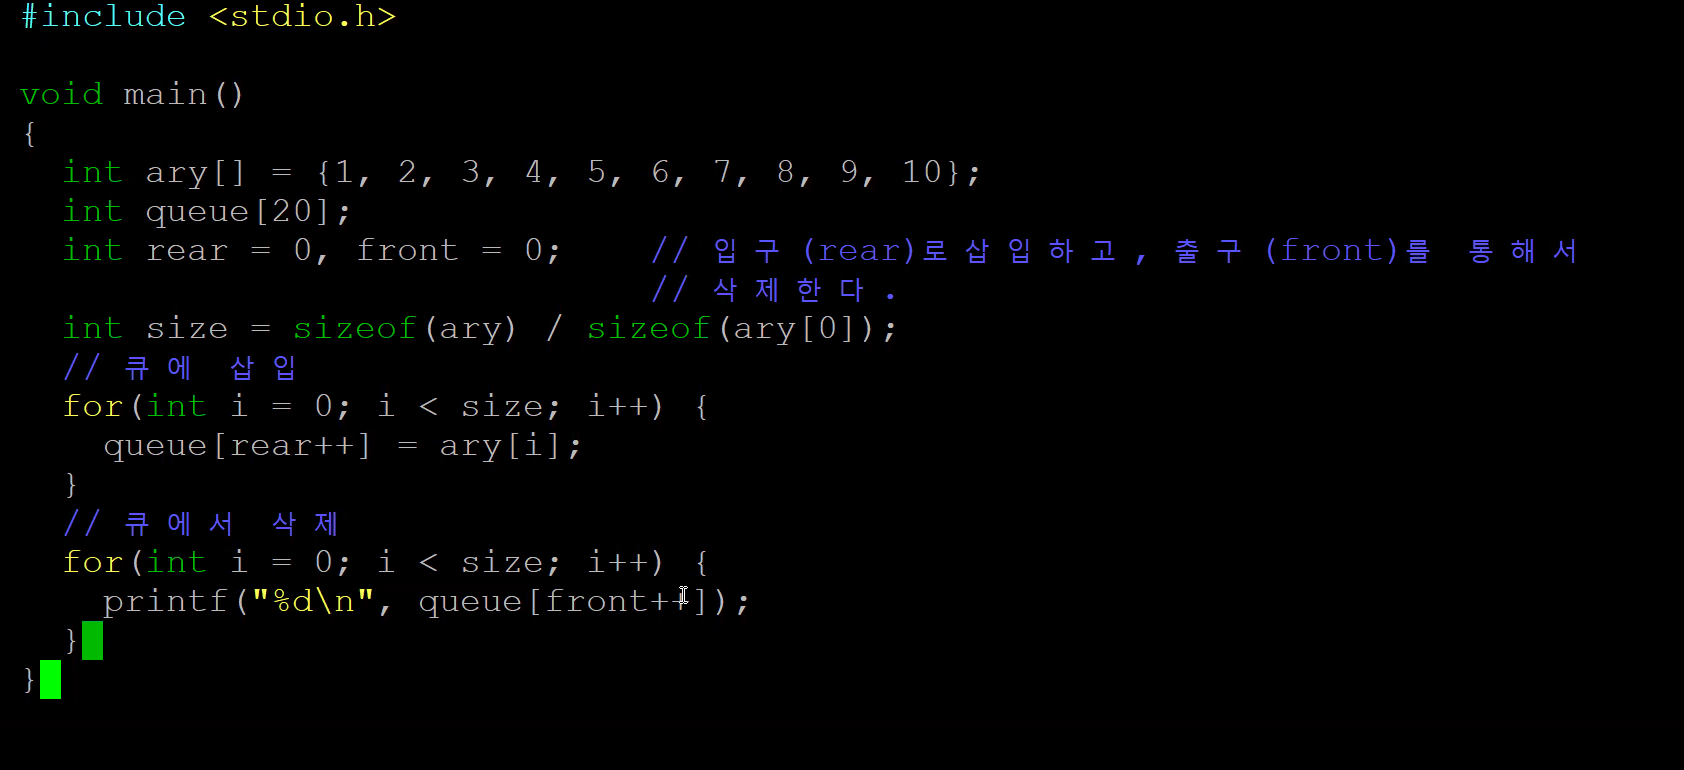 #include <stdio.h>
void main()
{
  int ary[] = {1, 2, 3, 4, 5, 6, 7, 8, 9, 10};
  int queue[20];
  int rear = 0, front = 0;    // 입구(rear)로 삽입하고, 출구(front)를 통해서
                              // 삭제한다.
  int size = sizeof(ary) / sizeof(ary[0]);
  // 큐에 삽입
  for(int i = 0; i < size; i++) {
    queue[rear++] = ary[i];
  }
  // 큐에서 삭제
  for(int i = 0; i < size; i++) {
    printf("%d\n", queue[front++]);
  }
}